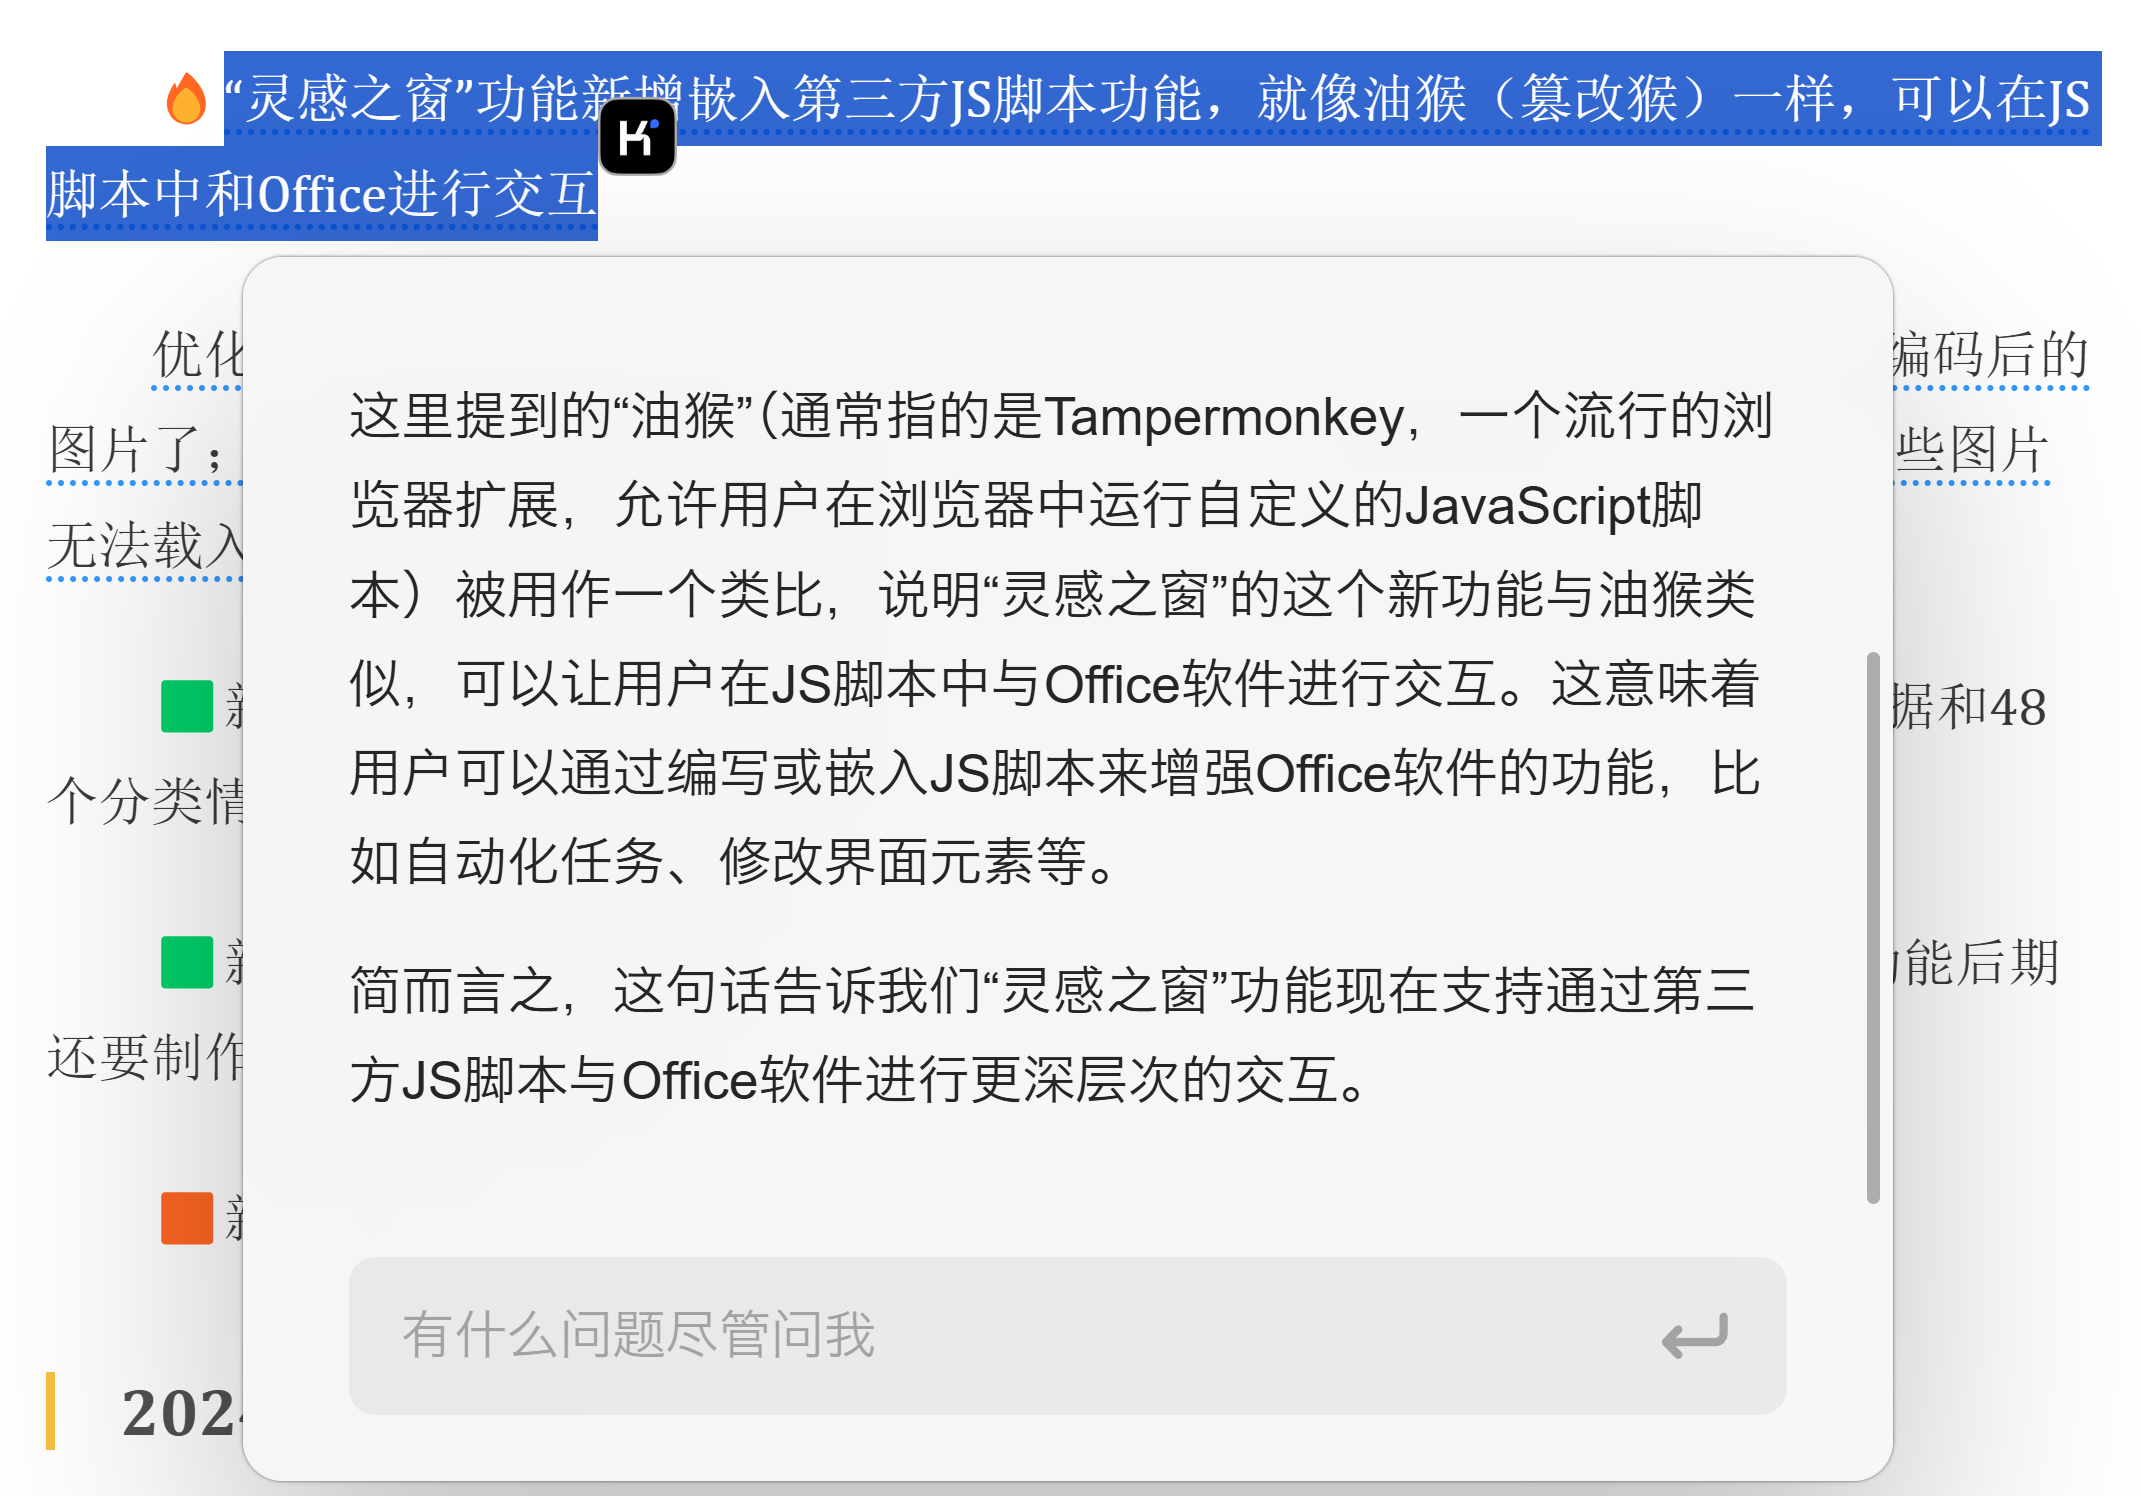 “灵感之窗”功能新增嵌入第三方JS脚本功能，就像油猴（篡改猴）一样，可以在JS
脚本中和Office进行交互
优化
编码后的
图片了；
些图片
无法载入
据和48
个分类情
能后期
还要制作
202
这里提到的“油猴”（通常指的是Tampermonkey，一个流行的浏
览器扩展，允许用户在浏览器中运行自定义的JavaScript脚
本）被用作一个类比，说明“灵感之窗”的这个新功能与油猴类
似，可以让用户在JS脚本中与Office软件进行交互。这意味着
用户可以通过编写或嵌入JS脚本来增强Office软件的功能，比
如自动化任务、修改界面元素等。
简而言之，这句话告诉我们“灵感之窗”功能现在支持通过第三
方JS脚本与Office软件进行更深层次的交互。
有什么问题尽管问我